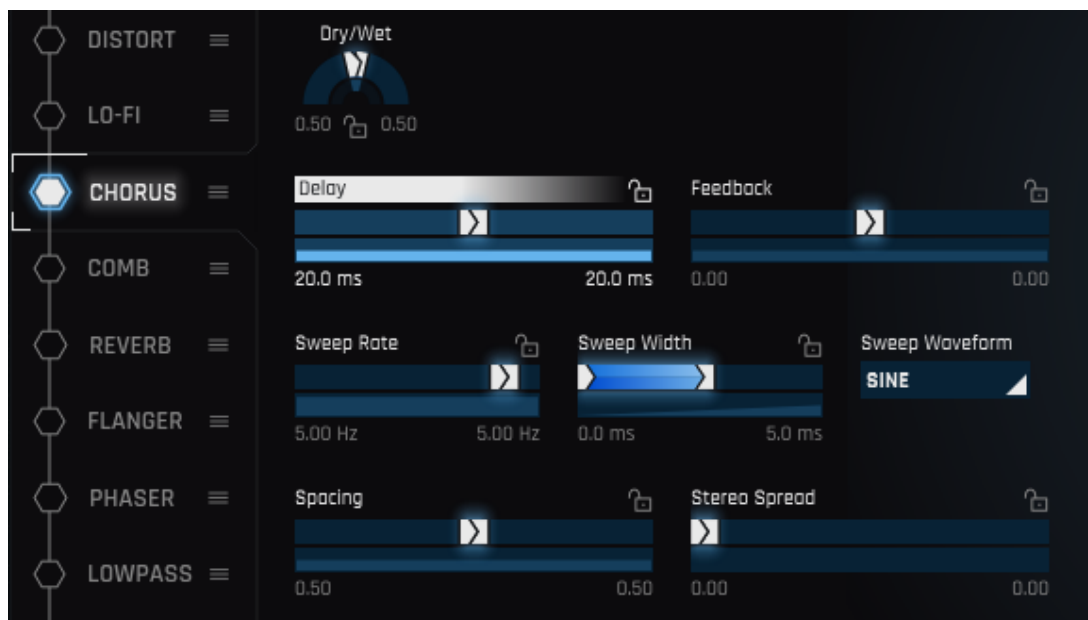 DISTORT
LO-FI
CHORUS
COMB
REVERB
FLANGER
PHASER
LOWPASS
Dry/Wet
0.50 0.50
Delay
20.0 ms 20.0 ms
Feedback
0.00 0.00
Sweep Rate
5.00 Hz 5.00 Hz
Sweep Width
0.0 ms 5.0 ms
Sweep Waveform
SINE
Spacing
0.50 0.50
Stereo Spread
0.00 0.00